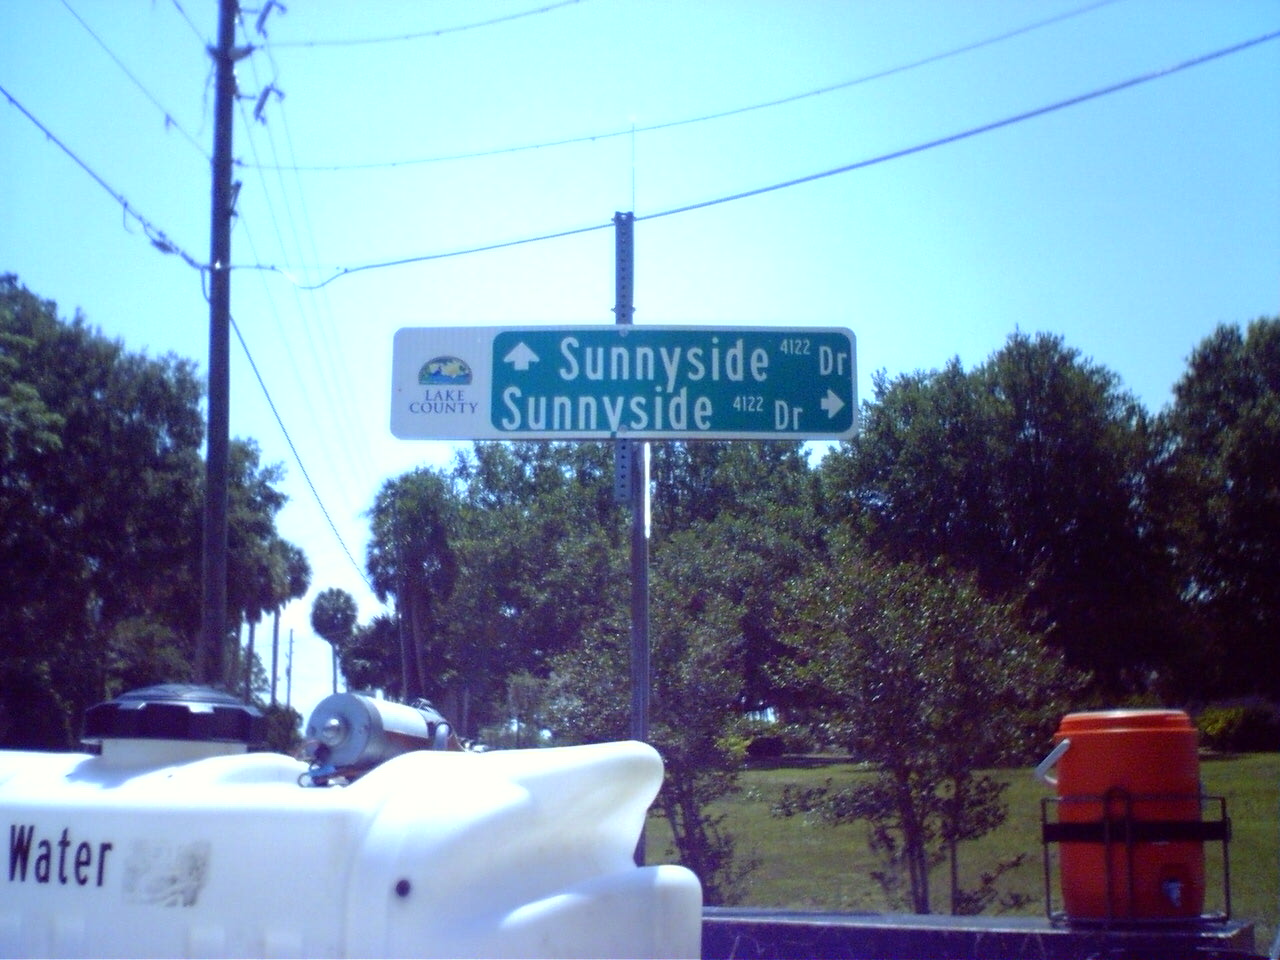 Sunnyside 4122 Dr
Sunnyside 4122 Dr
LAKE
COUNTY
Water